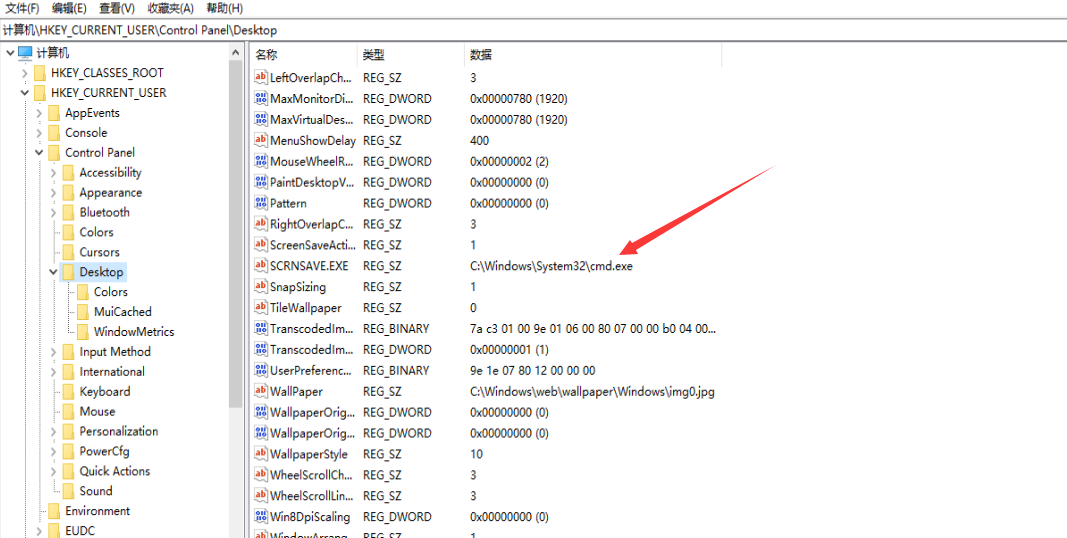 文件(F) 编辑(E) 查看(V) 收藏夹(A) 帮助(H)
计算机\HKEY_CURRENT_USER\Control Panel\Desktop
计算机
HKEY_CLASSES_ROOT
HKEY_CURRENT_USER
AppEvents
Console
Control Panel
Accessibility
Appearance
Bluetooth
Colors
Cursors
Desktop
Colors
MuiCached
WindowMetrics
Input Method
International
Keyboard
Mouse
Personalization
PowerCfg
Quick Actions
Sound
Environment
EUDC
名称 类型 数据
LeftOverlapCh... REG_SZ 3
MaxMonitorDi... REG_DWORD 0x00000780 (1920)
MaxVirtualDes... REG_DWORD 0x00000780 (1920)
MenuShowDelay REG_SZ 400
MouseWheelR... REG_DWORD 0x00000002 (2)
PaintDesktopV... REG_DWORD 0x00000000 (0)
Pattern REG_DWORD 0x00000000 (0)
RightOverlapC... REG_SZ 3
ScreenSaveActi... REG_SZ 1
SCRNSAVE.EXE REG_SZ C:\Windows\System32\cmd.exe
SnapSizing REG_SZ 1
TileWallpaper REG_SZ 0
TranscodedIm... REG_BINARY 7a c3 01 00 9e 01 06 00 80 07 00 00 b0 04 00...
TranscodedIm... REG_DWORD 0x00000001 (1)
UserPreferenc... REG_BINARY 9e 1e 07 80 12 00 00 00
WallPaper REG_SZ C:\Windows\web\wallpaper\Windows\img0.jpg
WallpaperOrig... REG_DWORD 0x00000000 (0)
WallpaperOrig... REG_DWORD 0x00000000 (0)
WallpaperStyle REG_SZ 10
WheelScrollCh... REG_SZ 3
WheelScrollLin... REG_SZ 3
Win8DpiScaling REG_DWORD 0x00000000 (0)
WindowArrang... REG_SZ 1